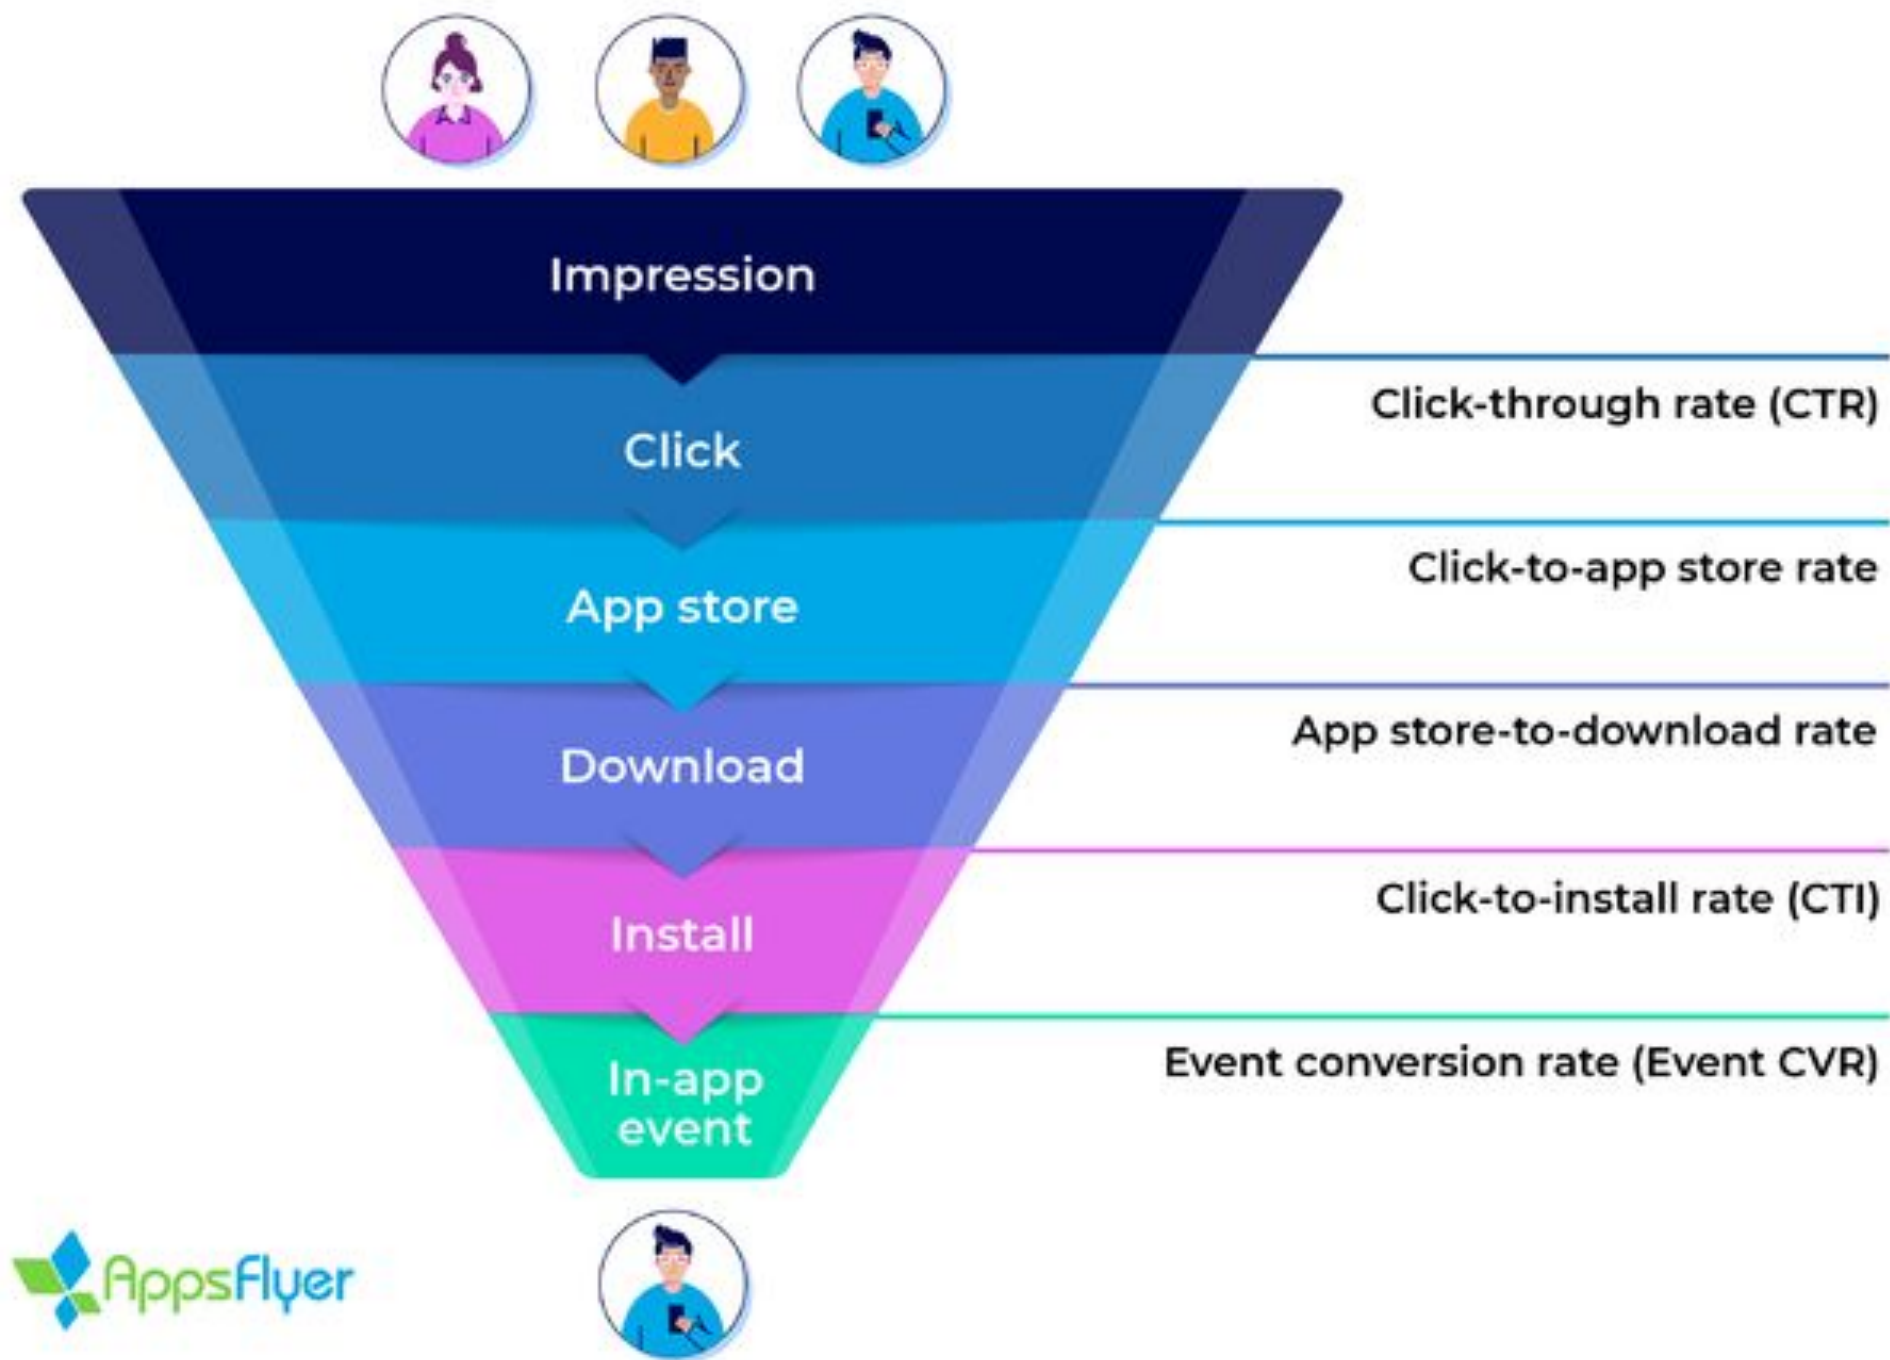 Impression
Click-through rate (CTR)
Click
Click-to-app store rate
App store
App store-to-download rate
Download
Click-to-install rate (CTI)
Install
Event conversion rate (Event CVR)
In-app
event
AppsFlyer